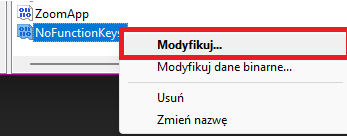 ZoomApp
NoFunctionKeys
Modyfikuj...
Modyfikuj dane binarne...
Usuń
Zmień nazwę